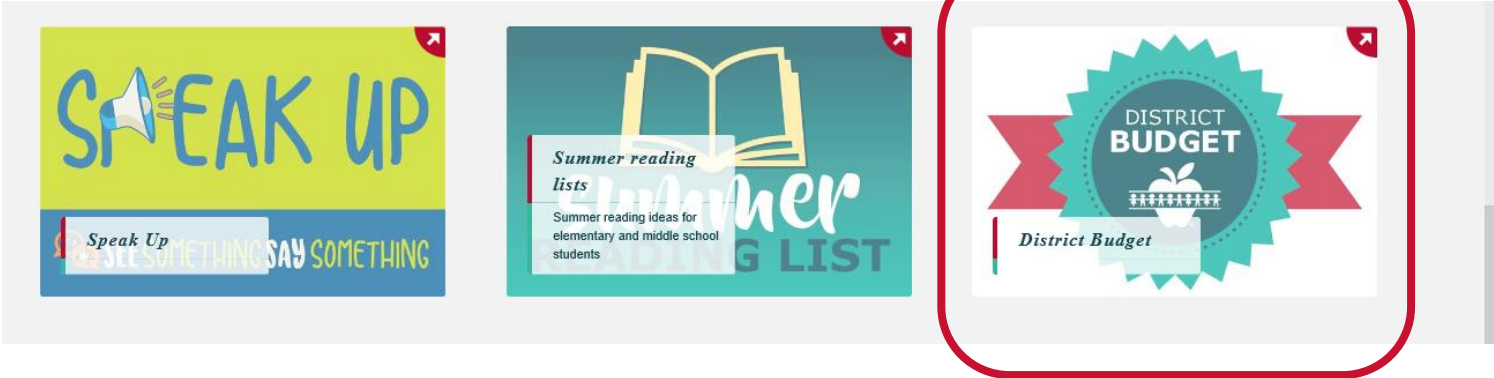 SPEAK UP
Speak Up
SEE SOMETHING SAY SOMETHING
Summer reading
lists
Summer reading ideas for
elementary and middle school
students
summer
READING LIST
DISTRICT
BUDGET
District Budget